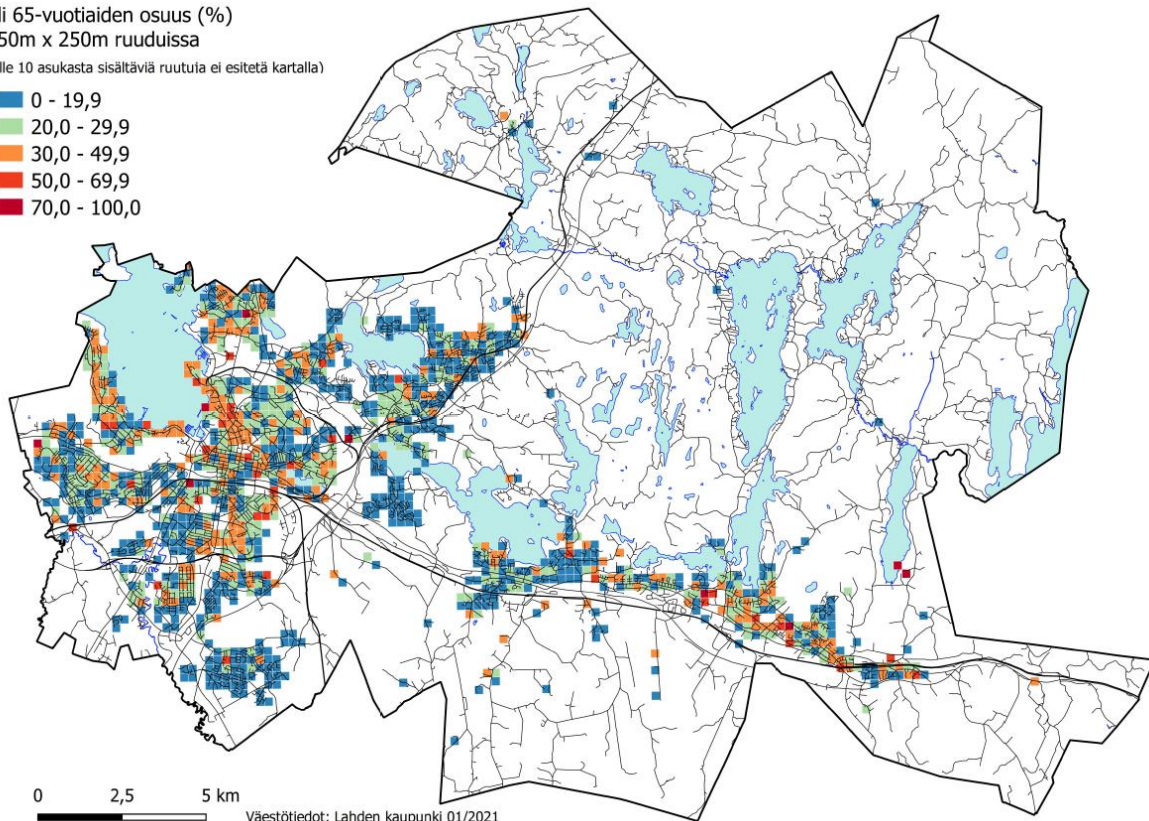 li 65-vuotiaiden osuus (%)
50m x 250m ruuduissa
lle 10 asukasta sisältäviä ruutuja ei esitetä kartalla)
0 - 19,9
20,0 - 29,9
30,0 - 49,9
50,0 - 69,9
70,0 - 100,0
0 2,5 5 km
Väestötiedot: Lahden kaupunki 01/2021